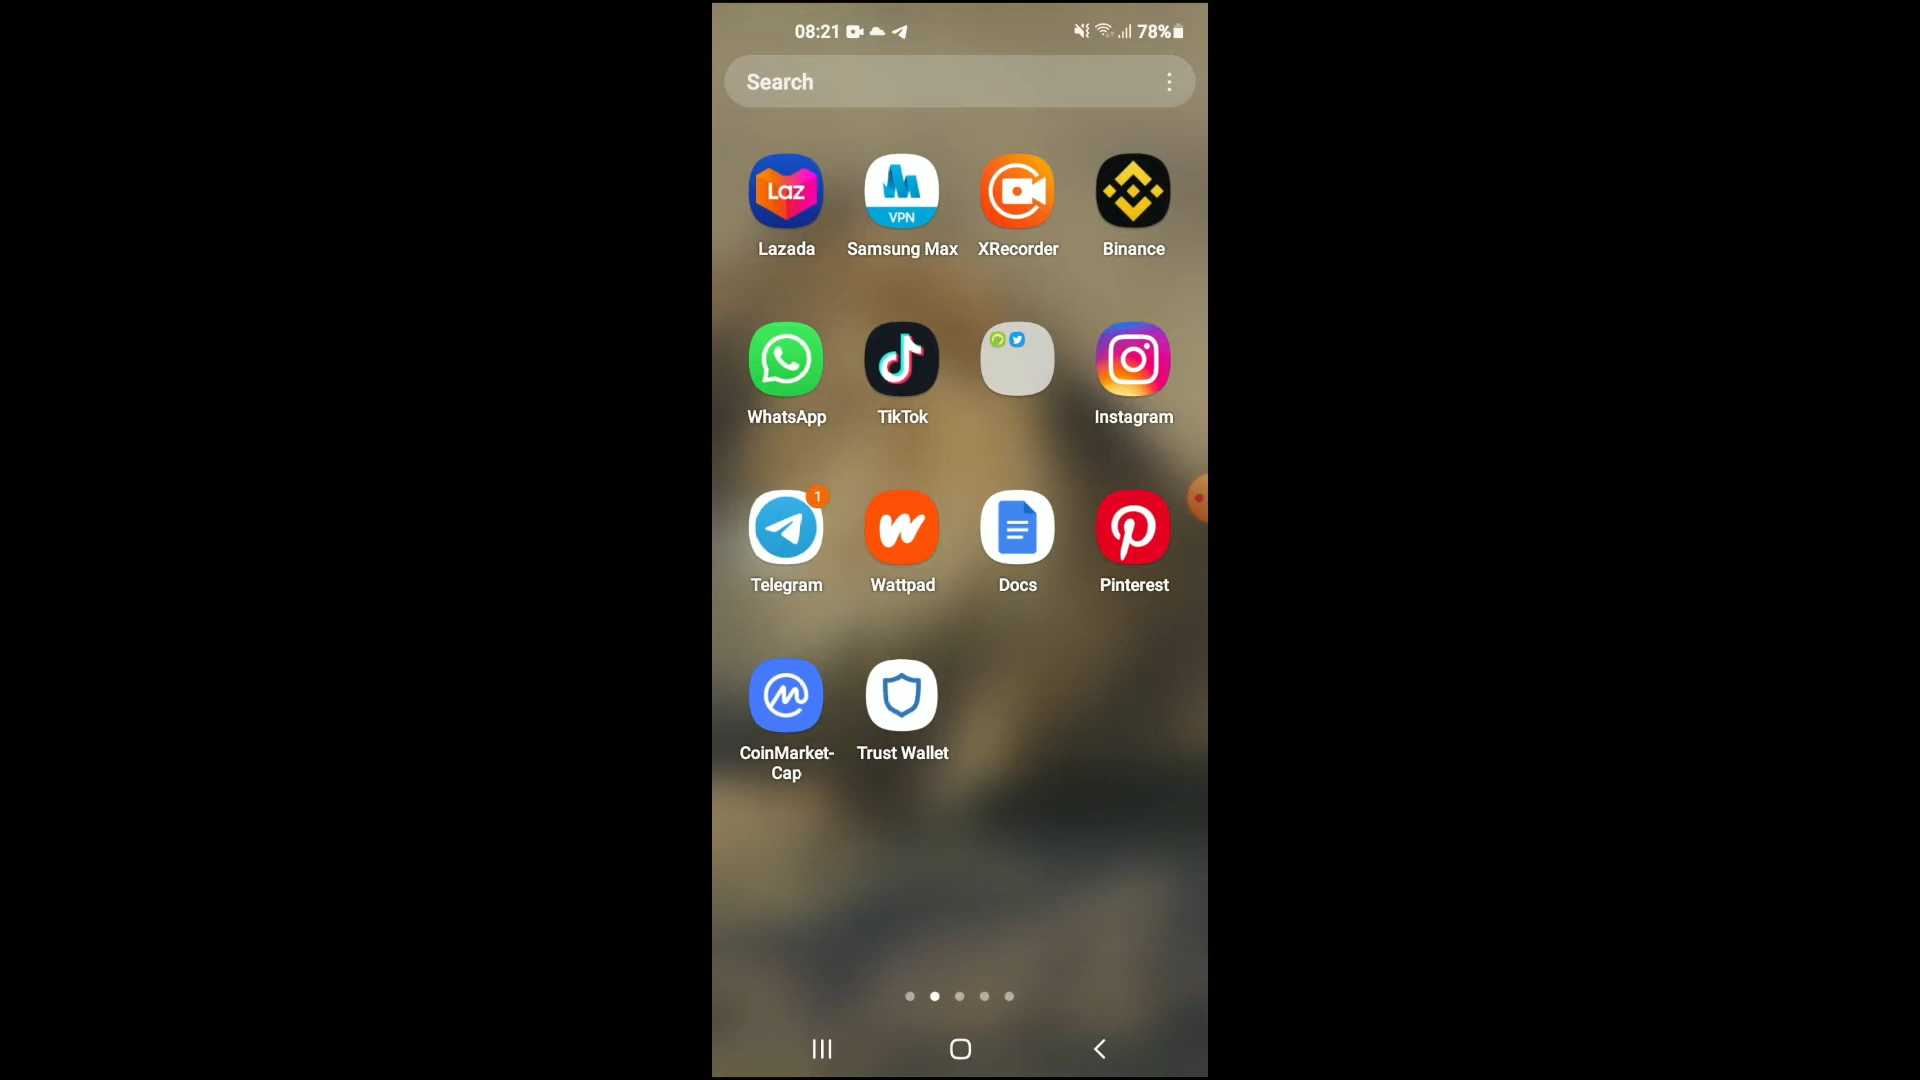 08:21
78%
Search
Laz
VPN
Lazada
Samsung Max
XRecorder
Binance
WhatsApp
TikTok
Instagram
1
Telegram
Wattpad
Docs
Pinterest
CoinMarket-
Cap
Trust Wallet